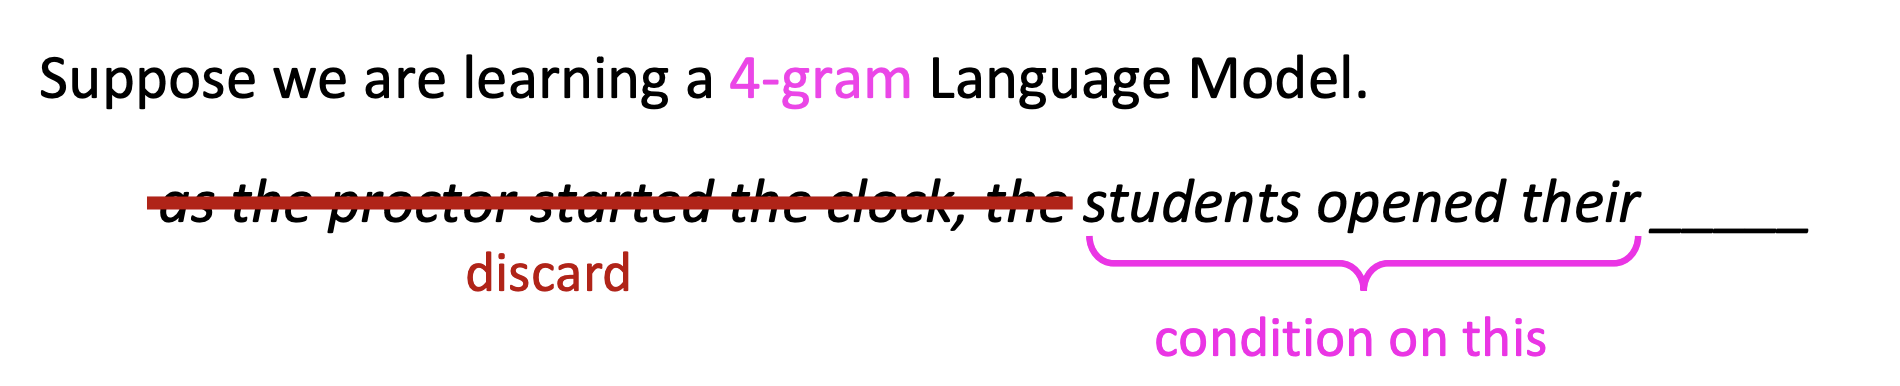 Suppose we are learning a 4-gram Language Model.
as the proctor started the clock, the students opened their ______
discard
condition on this